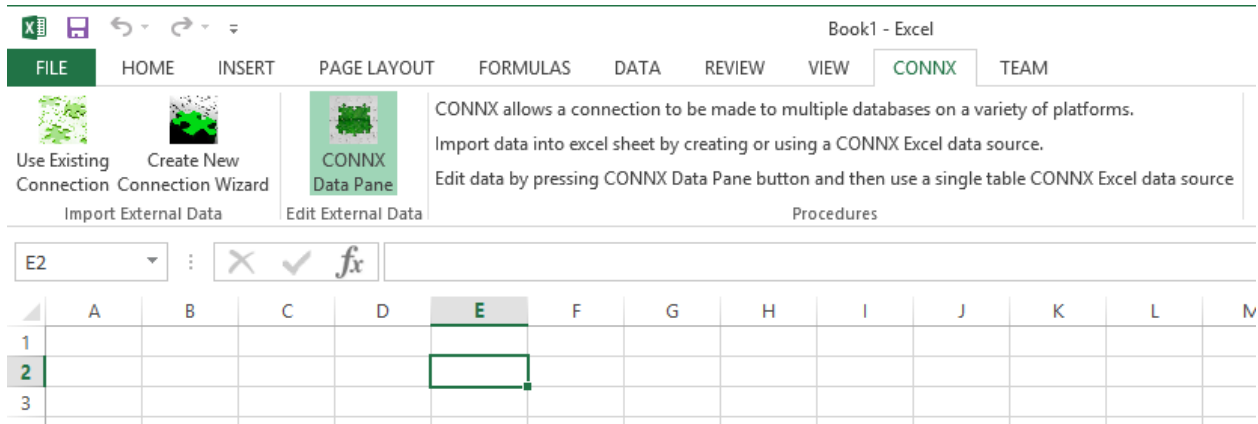 Book1 - Excel
FILE HOME INSERT PAGE LAYOUT FORMULAS DATA REVIEW VIEW CONNX TEAM
Use Existing Connection
Create New Connection Wizard
Import External Data
CONNX Data Pane
Edit External Data
CONNX allows a connection to be made to multiple databases on a variety of platforms.
Import data into excel sheet by creating or using a CONNX Excel data source.
Edit data by pressing CONNX Data Pane button and then use a single table CONNX Excel data source
Procedures
E2
fx
A B C D E F G H I J K L
1
2
3